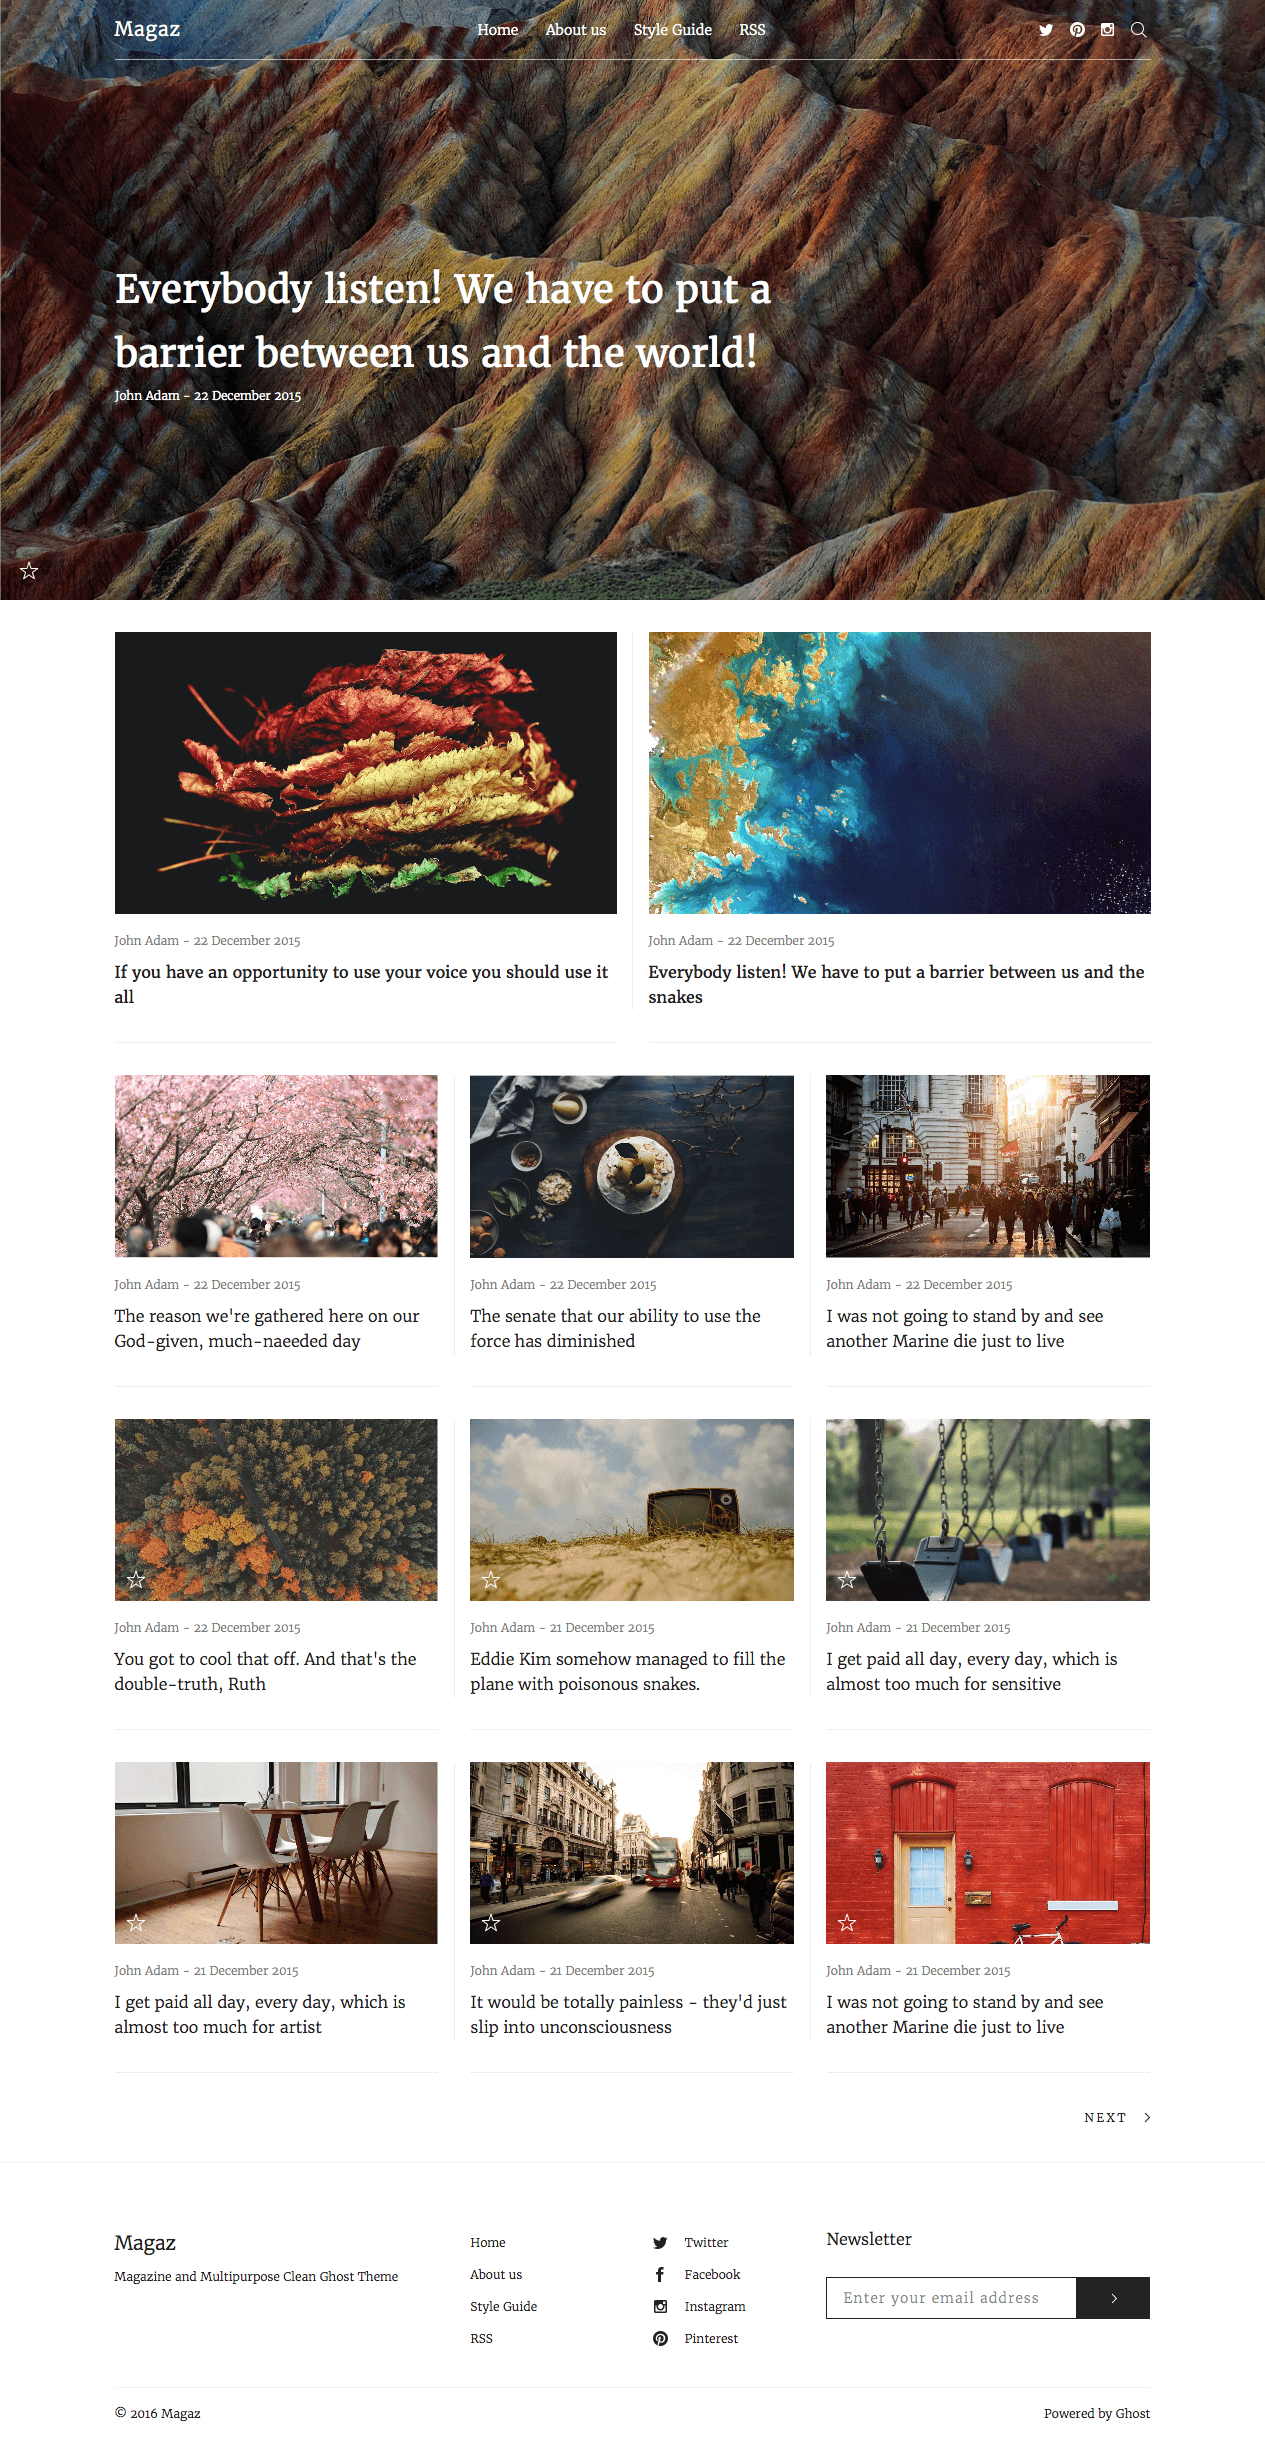 Magaz
Home About us Style Guide RSS
Everybody listen! We have to put a
barrier between us and the world!
John Adam - 22 December 2015
John Adam - 22 December 2015
If you have an opportunity to use your voice you should use it
all
John Adam - 22 December 2015
Everybody listen! We have to put a barrier between us and the
snakes
John Adam - 22 December 2015
The reason we're gathered here on our
God-given, much-naeeded day
John Adam - 22 December 2015
The senate that our ability to use the
force has diminished
John Adam - 22 December 2015
I was not going to stand by and see
another Marine die just to live
John Adam - 22 December 2015
You got to cool that off. And that's the
double-truth, Ruth
John Adam - 21 December 2015
Eddie Kim somehow managed to fill the
plane with poisonous snakes.
John Adam - 21 December 2015
I get paid all day, every day, which is
almost too much for sensitive
John Adam - 21 December 2015
I get paid all day, every day, which is
almost too much for artist
John Adam - 21 December 2015
It would be totally painless - they'd just
slip into unconsciousness
John Adam - 21 December 2015
I was not going to stand by and see
another Marine die just to live
NEXT
Magaz
Magazine and Multipurpose Clean Ghost Theme
Home
About us
Style Guide
RSS
Twitter
Facebook
Instagram
Pinterest
Newsletter
Enter your email address
© 2016 Magaz
Powered by Ghost